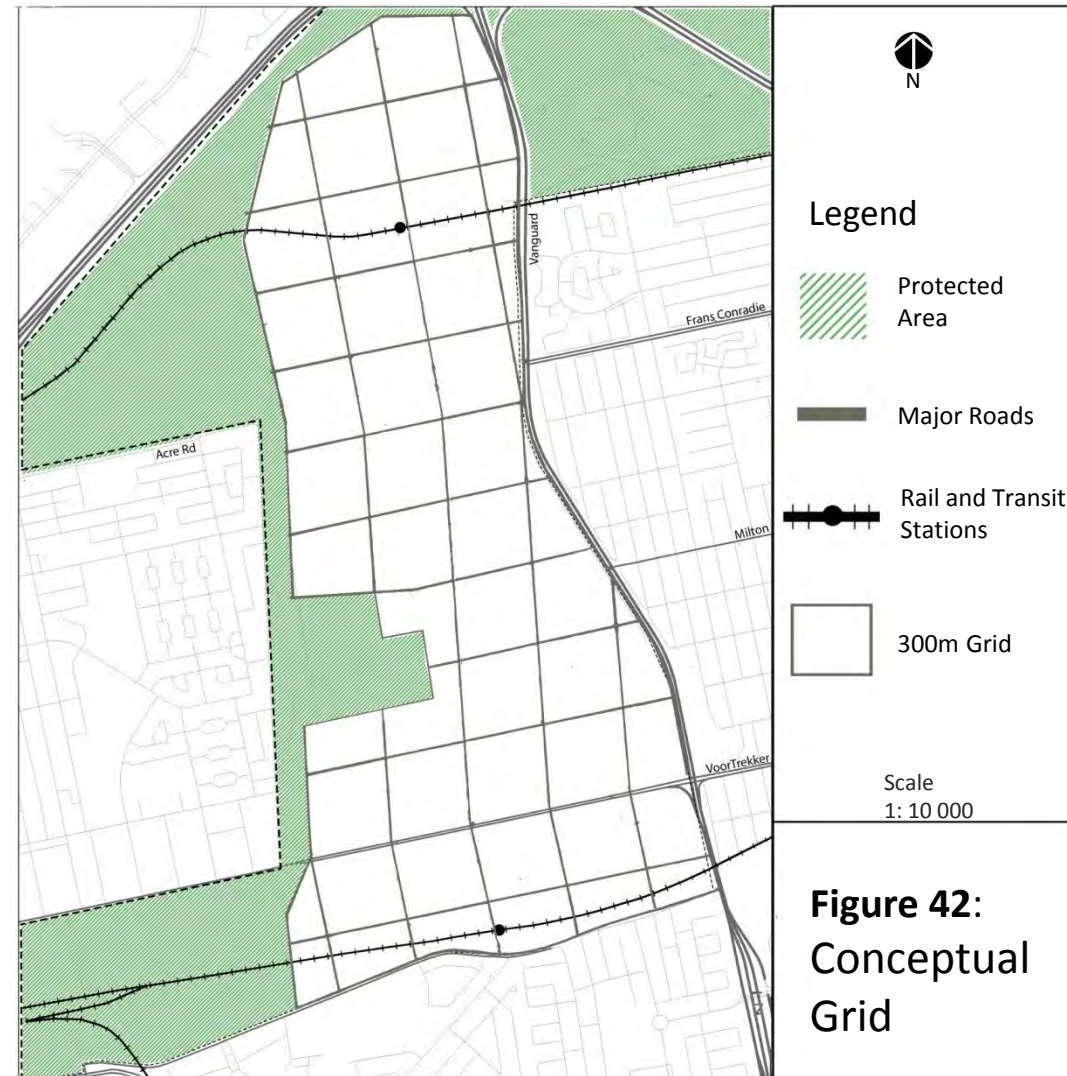 N
Legend
Protected
Area
Major Roads
Rail and Transit
Stations
300m Grid
Scale
1: 10 000
Figure 42:
Conceptual
Grid
Vanguard
Frans Conradie
Acre Rd
Milton
VoorTrekker